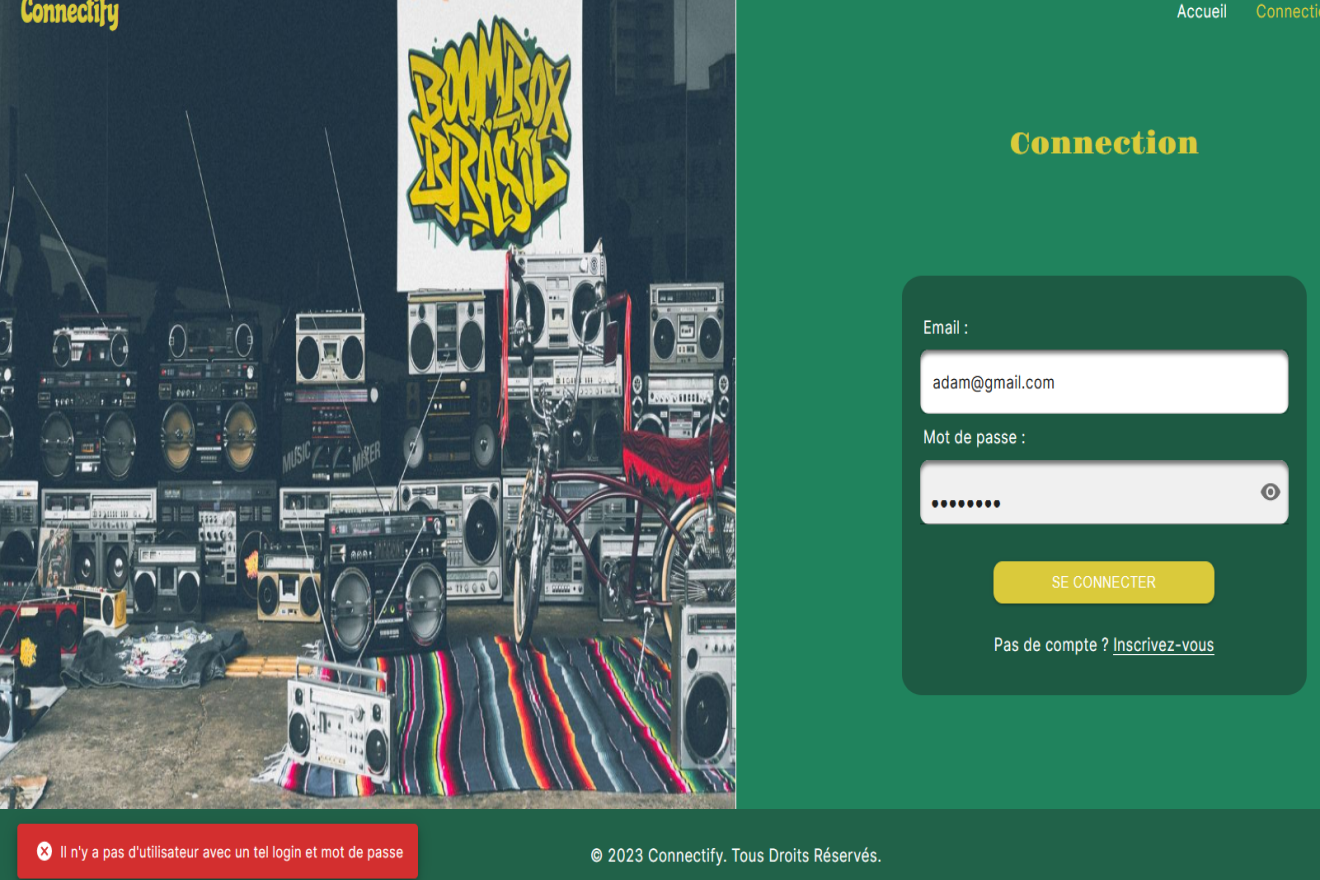 Connectify
Accueil
Connecti
BOOMBOX
BRASIL
MUSIC MIXER
Connection
Email :
adam@gmail.com
Mot de passe :
SE CONNECTER
Pas de compte ? Inscrivez-vous
Il n'y a pas d'utilisateur avec un tel login et mot de passe
© 2023 Connectify. Tous Droits Réservés.